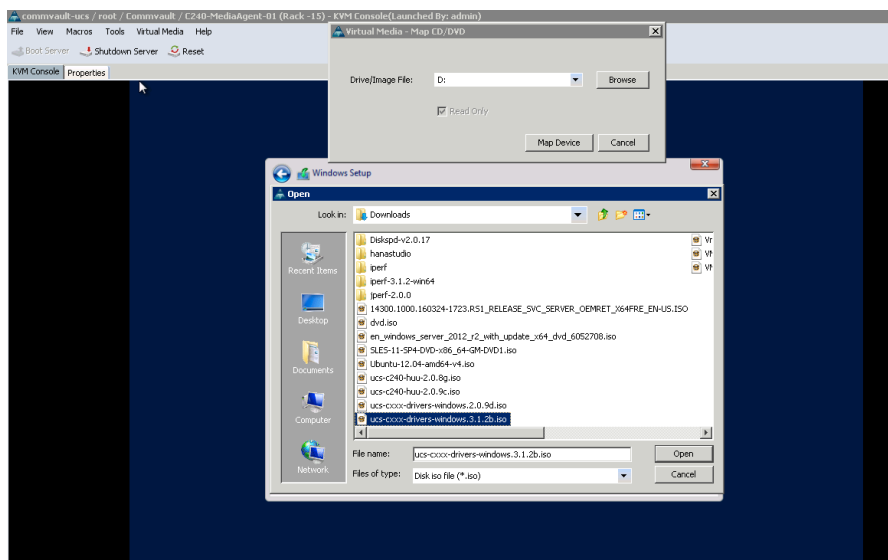 commvault-ucs / root / Commvault / C240-MediaAgent-01 (Rack -15) - KVM Console(Launched By: admin)
File View Macros Tools Virtual Media Help
Boot Server Shutdown Server Reset
KVM Console Properties
Virtual Media - Map CD/DVD
Drive/Image File: D: Browse
Read Only
Map Device Cancel
Windows Setup
Open
Look in: Downloads
Recent Items
Desktop
Documents
Computer
Network
Diskspd-v2.0.17
hanastudio
iperf
iperf-3.1.2-win64
jperf-2.0.0
14300.1000.160324-1723.RS1_RELEASE_SVC_SERVER_OEMRET_X64FRE_EN-US.ISO
dvd.iso
en_windows_server_2012_r2_with_update_x64_dvd_6052708.iso
SLES-11-SP4-DVD-x86_64-GM-DVD1.iso
Ubuntu-12.04-amd64-v4.iso
ucs-c240-huu-2.0.8g.iso
ucs-c240-huu-2.0.9c.iso
ucs-cxxx-drivers-windows.2.0.9d.iso
ucs-cxxx-drivers-windows.3.1.2b.iso
File name: ucs-cxxx-drivers-windows.3.1.2b.iso Open
Files of type: Disk iso file (*.iso) Cancel